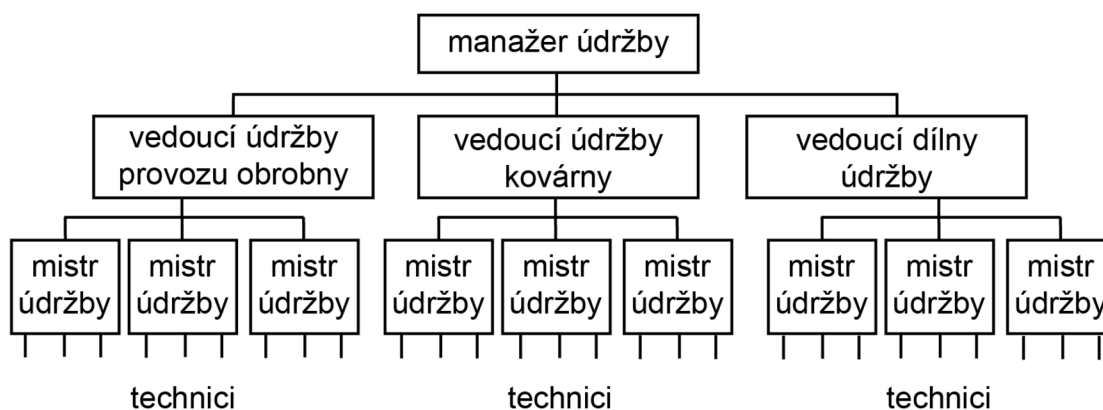 manažer údržby
vedoucí údržby
provozu obrobny
vedoucí údržby
kovárny
vedoucí dílny
údržby
mistr
údržby
mistr
údržby
mistr
údržby
mistr
údržby
mistr
údržby
mistr
údržby
mistr
údržby
mistr
údržby
mistr
údržby
technici
technici
technici